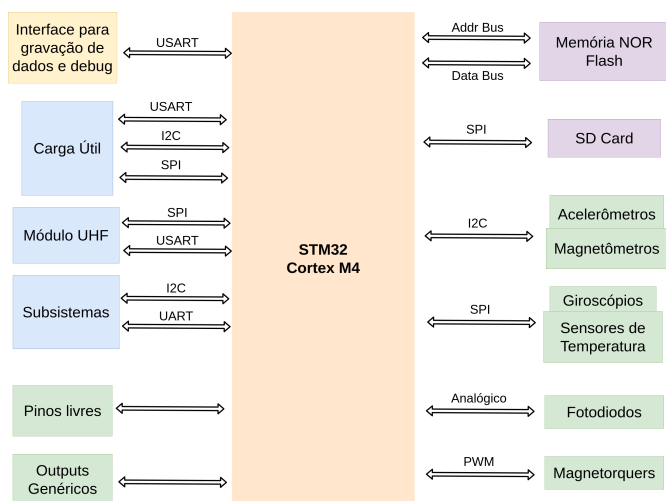 Interface para
gravação de
dados e debug
USART
Carga Útil
USART
I2C
SPI
Módulo UHF
SPI
USART
Subsistemas
I2C
UART
Pinos livres
Outputs
Genéricos
STM32
Cortex M4
Addr Bus
Data Bus
Memória NOR
Flash
SPI
SD Card
I2C
Acelerômetros
Magnetômetros
SPI
Giroscópios
Sensores de
Temperatura
Analógico
Fotodiodos
PWM
Magnetorquers